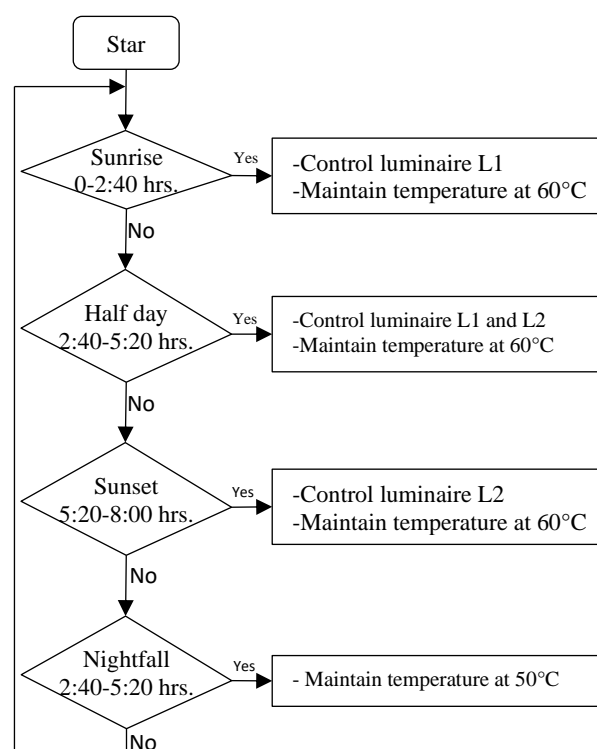 Star
Sunrise
0-2:40 hrs.
Yes
-Control luminaire L1
-Maintain temperature at 60°C
No
Half day
2:40-5:20 hrs.
Yes
-Control luminaire L1 and L2
-Maintain temperature at 60°C
No
Sunset
5:20-8:00 hrs.
Yes
-Control luminaire L2
-Maintain temperature at 60°C
No
Nightfall
2:40-5:20 hrs.
Yes
- Maintain temperature at 50°C
No